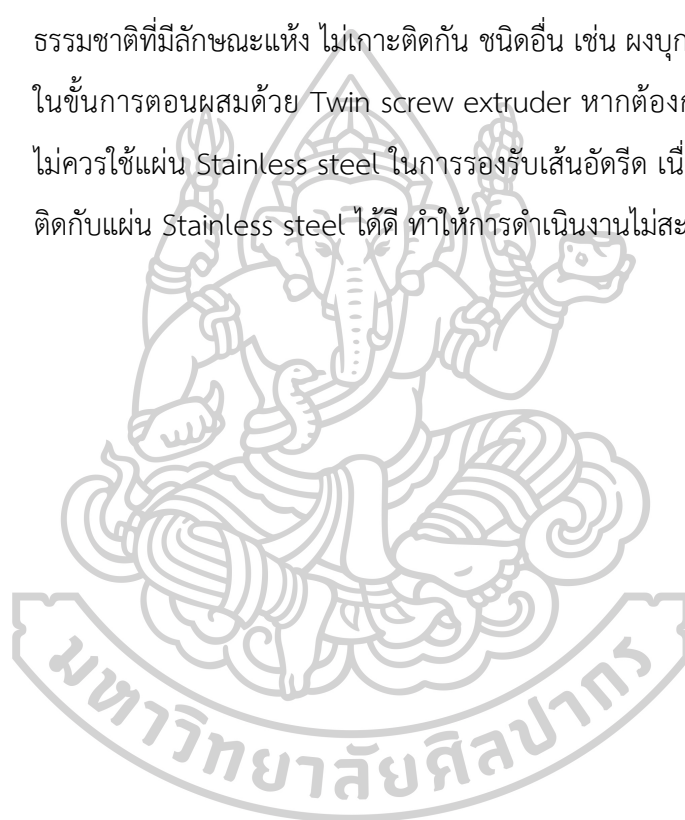 ธรรมชาติที่มีลักษณะแห้ง ไม่เกาะติดกัน ชนิดอื่น เช่น ผงบุก
ในขั้นการตอนผสมด้วย Twin screw extruder หากต้อง
ไม่ควรใช้แผ่น Stainless steel ในการรองรับเส้นอัดรีด
ติดกับแผ่น Stainless steel ได้ดี ทำให้การดำเนินงานไม่
มหาวิทยาลัยศิลปากร